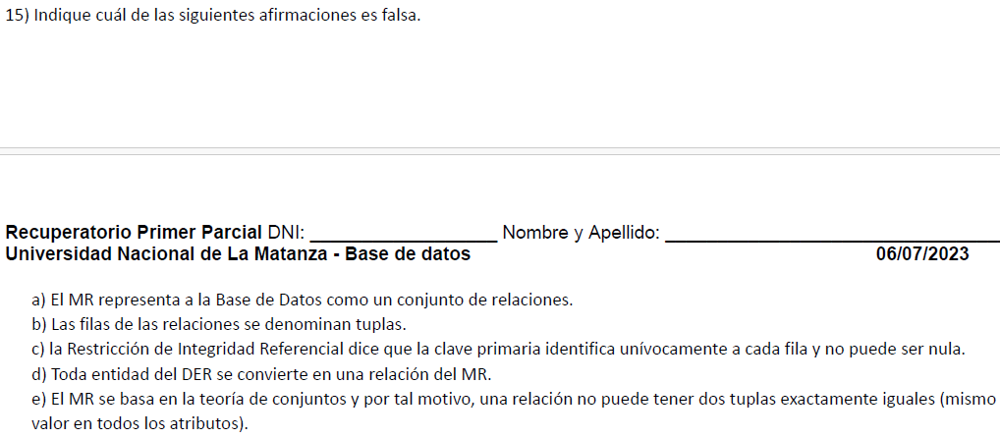 15) Indique cuál de las siguientes afirmaciones es falsa.
Recuperatorio Primer Parcial DNI: __________________ Nombre y Apellido: ________________________________
Universidad Nacional de La Matanza - Base de datos 06/07/2023
a) El MR representa a la Base de Datos como un conjunto de relaciones.
b) Las filas de las relaciones se denominan tuplas.
c) la Restricción de Integridad Referencial dice que la clave primaria identifica unívocamente a cada fila y no puede ser nula.
d) Toda entidad del DER se convierte en una relación del MR.
e) El MR se basa en la teoría de conjuntos y por tal motivo, una relación no puede tener dos tuplas exactamente iguales (mismo
valor en todos los atributos).